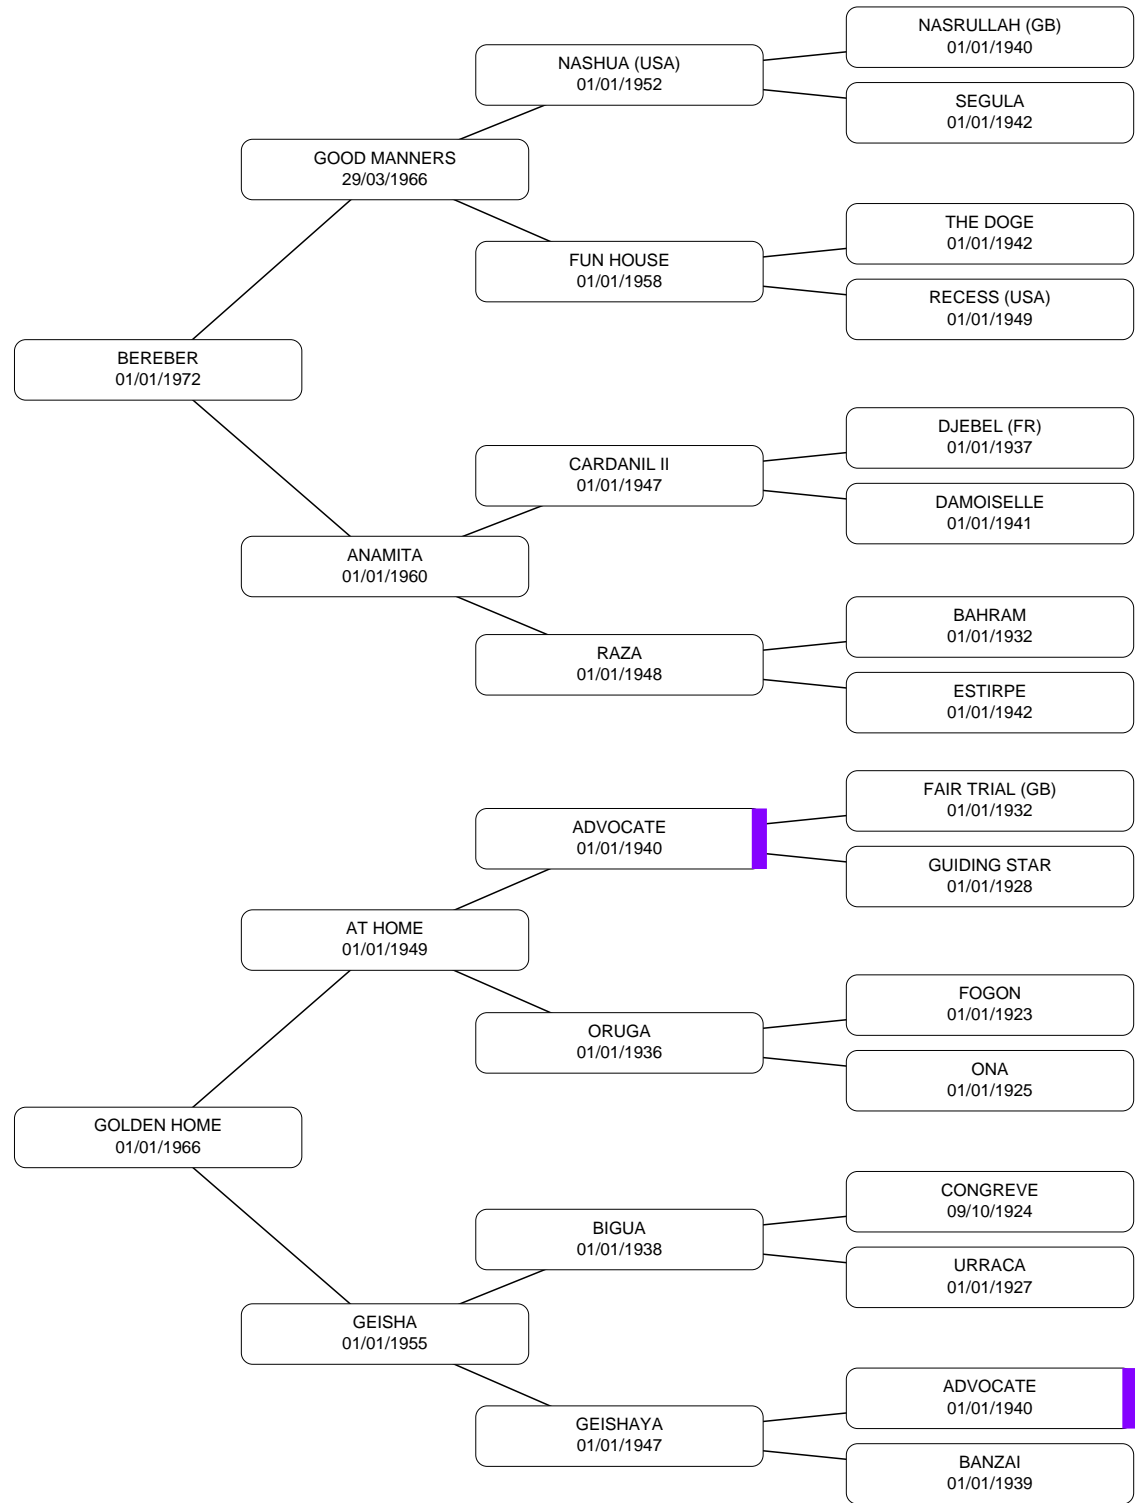 NASRULLAH (GB)
01/01/1940
NASHUA (USA)
01/01/1952
SEGULA
01/01/1942
GOOD MANNERS
29/03/1966
THE DOGE
01/01/1942
FUN HOUSE
01/01/1958
RECESS (USA)
01/01/1949
BEREBER
01/01/1972
DJEBEL (FR)
01/01/1937
CARDANIL II
01/01/1947
DAMOISELLE
01/01/1941
ANAMITA
01/01/1960
BAHRAM
01/01/1932
RAZA
01/01/1948
ESTIRPE
01/01/1942
FAIR TRIAL (GB)
01/01/1932
ADVOCATE
01/01/1940
GUIDING STAR
01/01/1928
AT HOME
01/01/1949
FOGON
01/01/1923
ORUGA
01/01/1936
ONA
01/01/1925
GOLDEN HOME
01/01/1966
CONGREVE
09/10/1924
BIGUA
01/01/1938
URRACA
01/01/1927
GEISHA
01/01/1955
ADVOCATE
01/01/1940
GEISHAYA
01/01/1947
BANZAI
01/01/1939